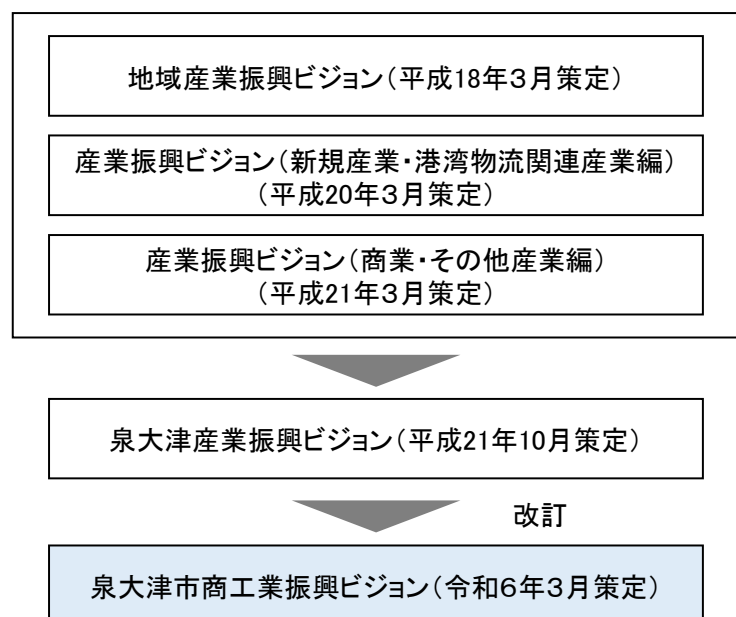 地域産業振興ビジョン（平成18年３月策定）
産業振興ビジョン（新規産業・港湾物流関連産業編）
（平成20年３月策定）
産業振興ビジョン（商業・その他産業編）
（平成21年３月策定）
泉大津産業振興ビジョン（平成21年10月策定）
改訂
泉大津市商工業振興ビジョン（令和６年３月策定）